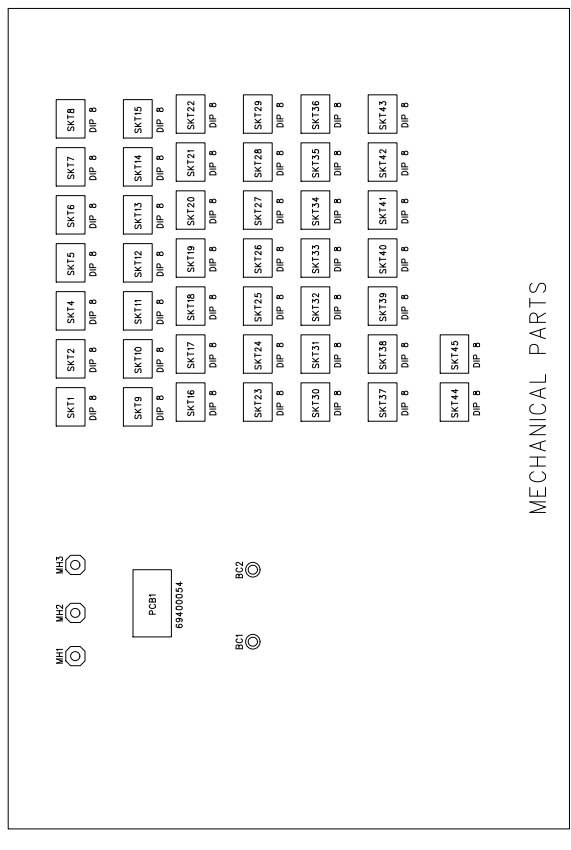 MH1 MH2 MH3
SKT1 SKT2 SKT4 SKT5 SKT6 SKT7 SKT8
DIP 8 DIP 8 DIP 8 DIP 8 DIP 8 DIP 8 DIP 8
PCB1
69400054
SKT9 SKT10 SKT11 SKT12 SKT13 SKT14 SKT15
DIP 8 DIP 8 DIP 8 DIP 8 DIP 8 DIP 8 DIP 8
SKT16 SKT17 SKT18 SKT19 SKT20 SKT21 SKT22
DIP 8 DIP 8 DIP 8 DIP 8 DIP 8 DIP 8 DIP 8
BC1 BC2
SKT23 SKT24 SKT25 SKT26 SKT27 SKT28 SKT29
DIP 8 DIP 8 DIP 8 DIP 8 DIP 8 DIP 8 DIP 8
SKT30 SKT31 SKT32 SKT33 SKT34 SKT35 SKT36
DIP 8 DIP 8 DIP 8 DIP 8 DIP 8 DIP 8 DIP 8
SKT37 SKT38 SKT39 SKT40 SKT41 SKT42 SKT43
DIP 8 DIP 8 DIP 8 DIP 8 DIP 8 DIP 8 DIP 8
SKT44 SKT45
DIP 8 DIP 8
MECHANICAL PARTS